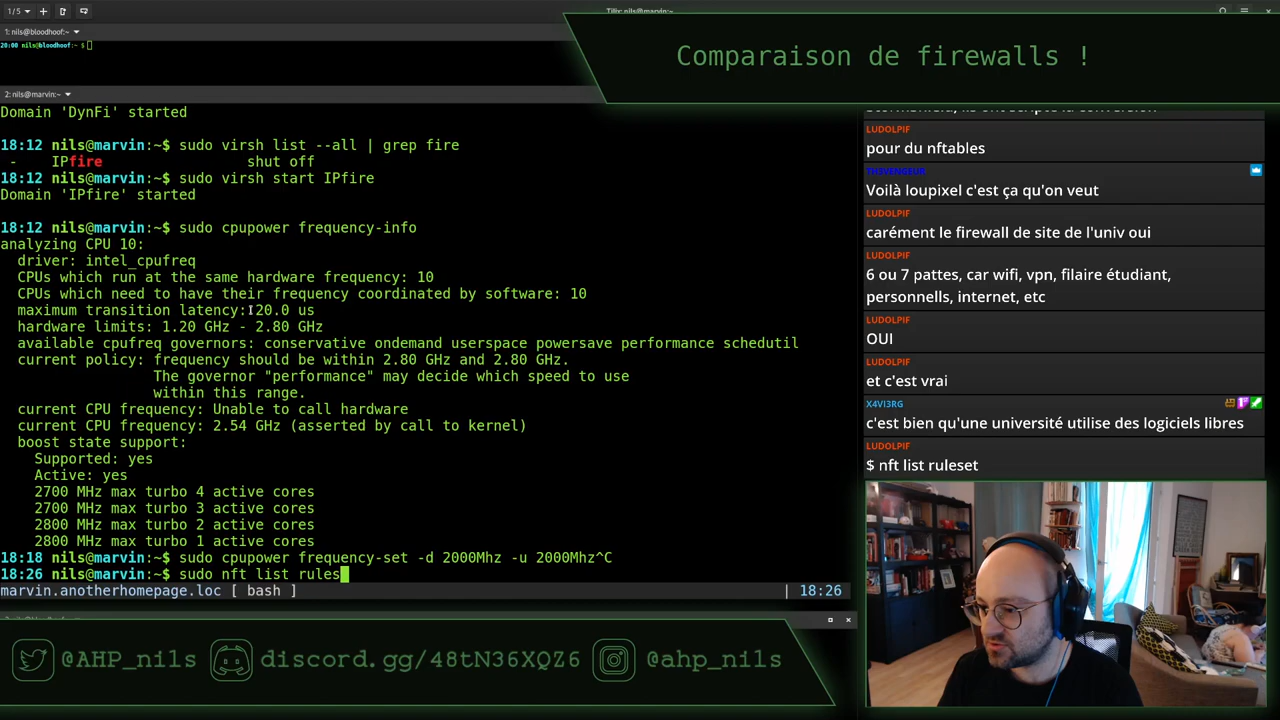 1/5
Tilix: nils@marvin:~
1: nils@bloodhoof:~
20:00 nils@bloodhoof:~ $
Comparaison de firewalls !
2: nils@marvin:~
Domain 'DynFi' started
18:12 nils@marvin:~$ sudo virsh list --all | grep fire
- IPfire shut off
18:12 nils@marvin:~$ sudo virsh start IPfire
Domain 'IPfire' started
18:12 nils@marvin:~$ sudo cpupower frequency-info
analyzing CPU 10:
driver: intel_cpufreq
CPUs which run at the same hardware frequency: 10
CPUs which need to have their frequency coordinated by software: 10
maximum transition latency: 20.0 us
hardware limits: 1.20 GHz - 2.80 GHz
available cpufreq governors: conservative ondemand userspace powersave performance schedutil
current policy: frequency should be within 2.80 GHz and 2.80 GHz.
The governor "performance" may decide which speed to use
within this range.
current CPU frequency: Unable to call hardware
current CPU frequency: 2.54 GHz (asserted by call to kernel)
boost state support:
Supported: yes
Active: yes
2700 MHz max turbo 4 active cores
2700 MHz max turbo 3 active cores
2800 MHz max turbo 2 active cores
2800 MHz max turbo 1 active cores
18:18 nils@marvin:~$ sudo cpupower frequency-set -d 2000Mhz -u 2000Mhz^C
18:26 nils@marvin:~$ sudo nft list rules
marvin.anotherhomepage.loc [ bash ] | 18:26
LUDOLPIF
pour du nftables
TH3VENGEUR
Voilà loupixel c'est ça qu'on veut
LUDOLPIF
carément le firewall de site de l'univ oui
LUDOLPIF
6 ou 7 pattes, car wifi, vpn, filaire étudiant,
personnells, internet, etc
LUDOLPIF
OUI
LUDOLPIF
et c'est vrai
X4VI3RG
c'est bien qu'une université utilise des logiciels libres
LUDOLPIF
$ nft list ruleset
@AHP_nils discord.gg/48tN36XQZ6 @ahp_nils